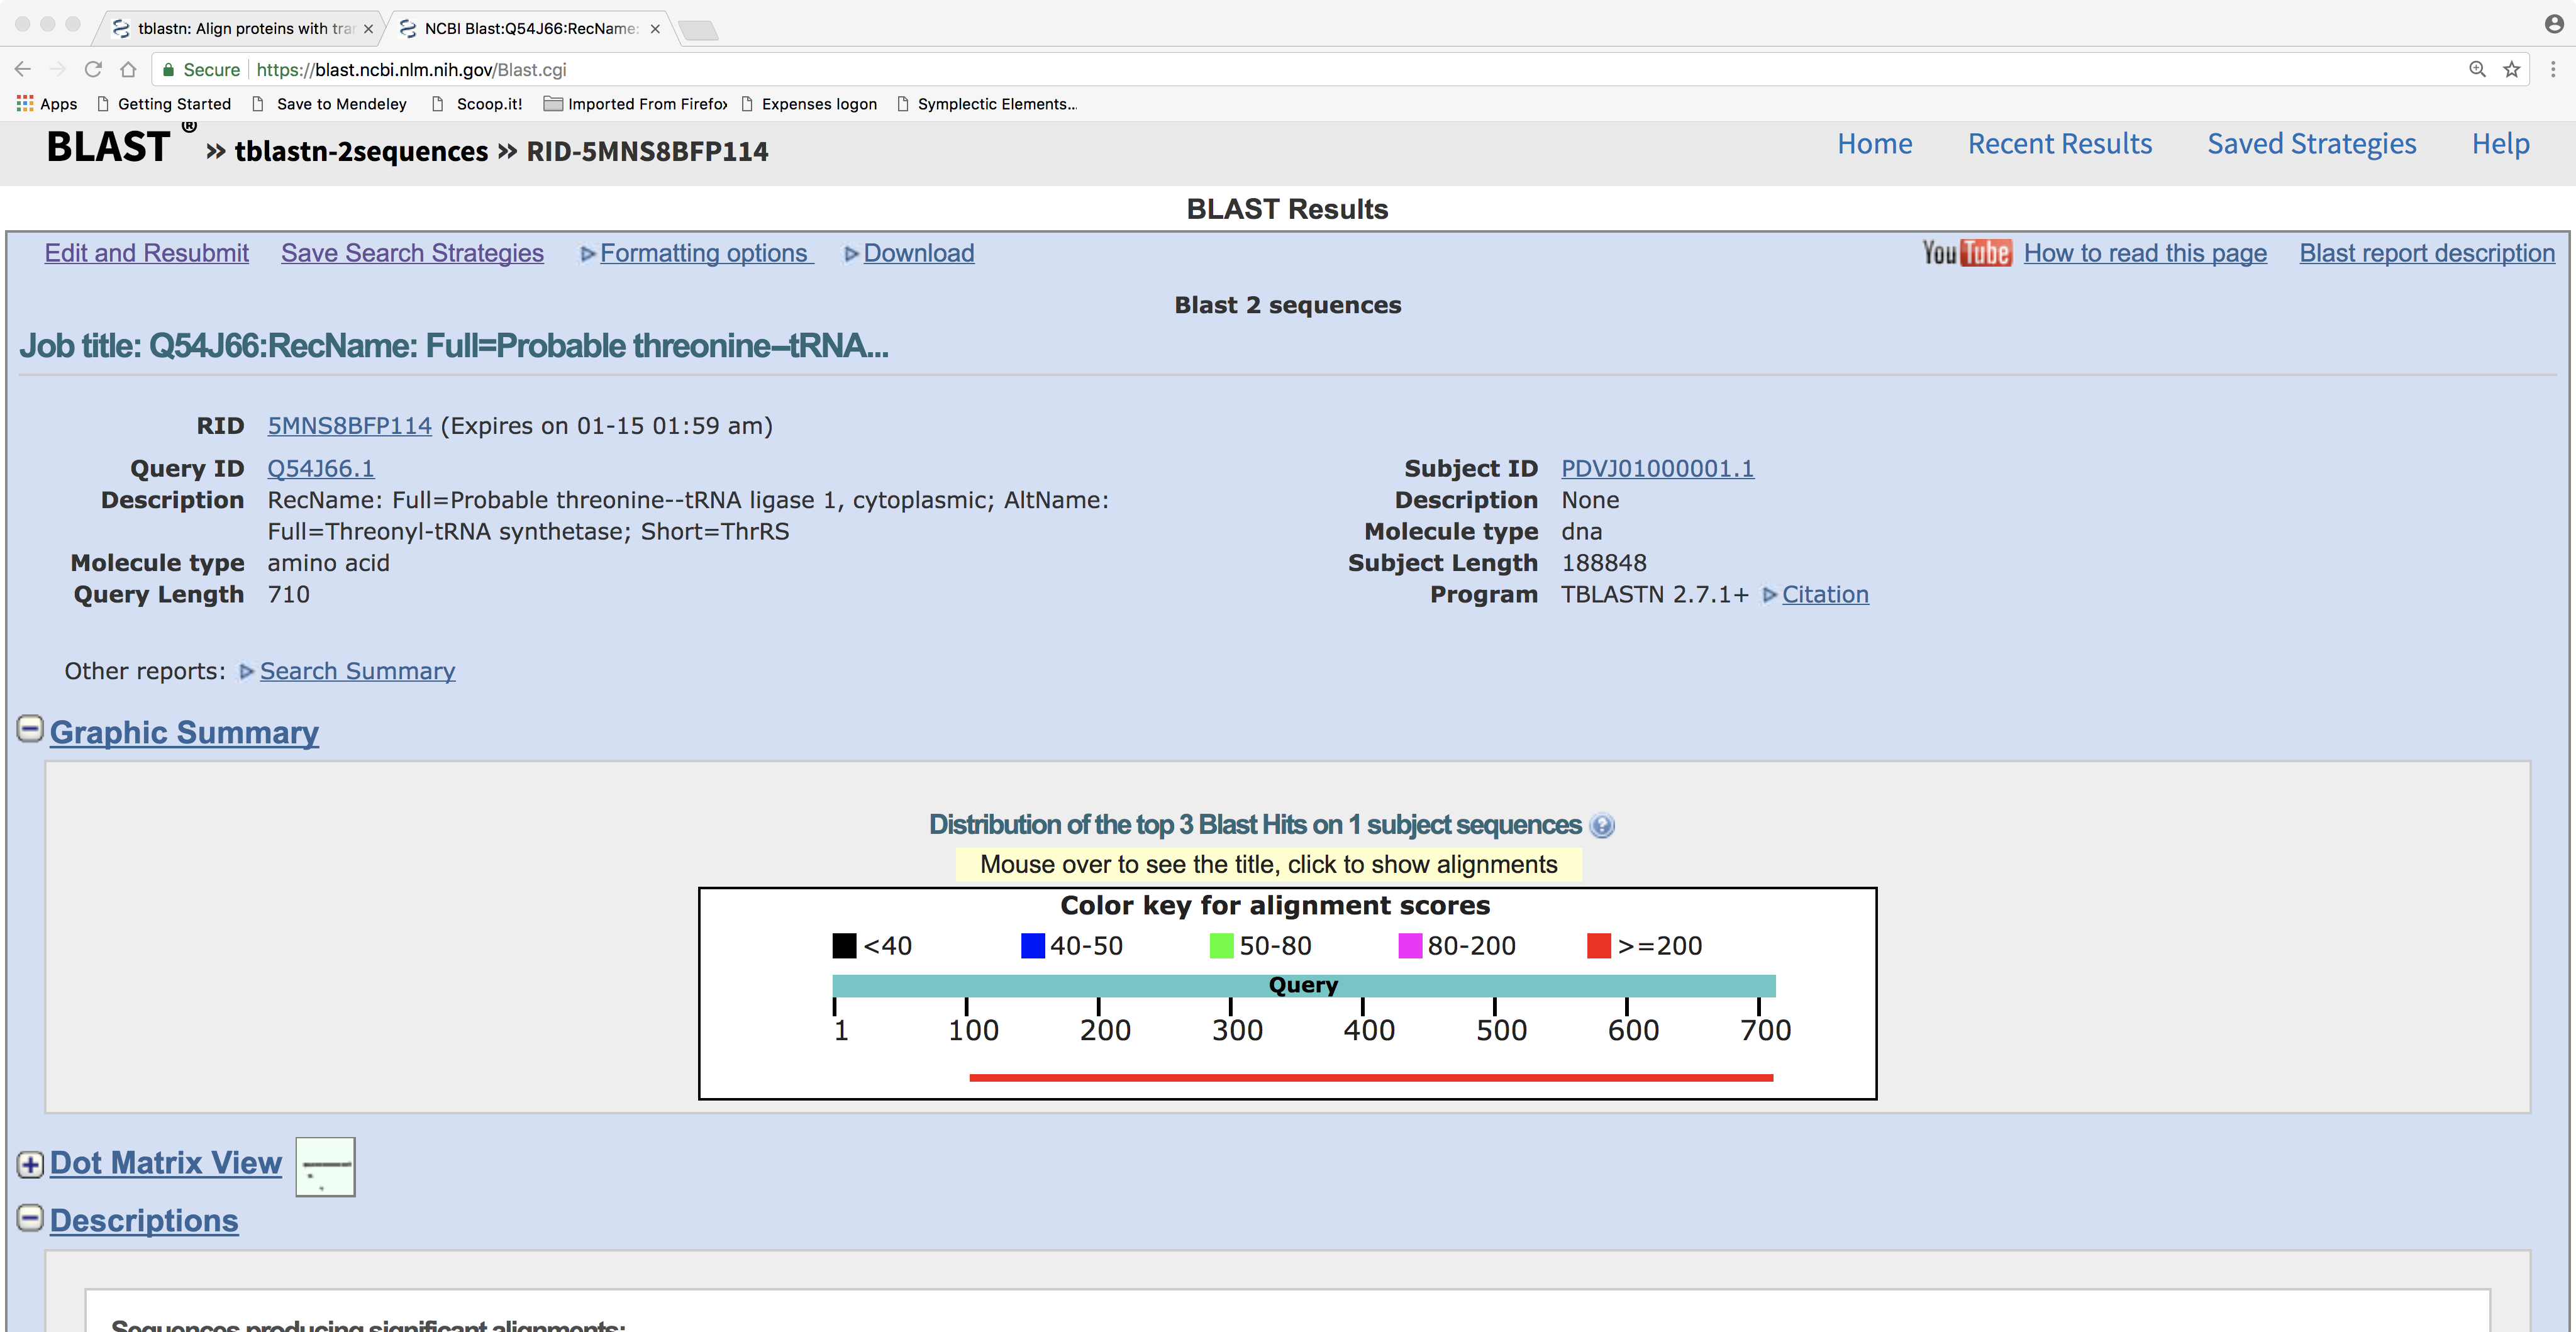 tblastn: Align proteins with tra
NCBI Blast:Q54J66:RecName:
Secure https://blast.ncbi.nlm.nih.gov/Blast.cgi
Apps Getting Started Save to Mendeley Scoop.it! Imported From Firefox Expenses logon Symplectic Elements...
BLAST ® » tblastn-2sequences » RID-5MNS8BFP114 Home Recent Results Saved Strategies Help
BLAST Results
Edit and Resubmit Save Search Strategies Formatting options Download YouTube How to read this page Blast report description
Blast 2 sequences
Job title: Q54J66:RecName: Full=Probable threonine--tRNA...
RID 5MNS8BFP114 (Expires on 01-15 01:59 am)
Query ID Q54J66.1
Description RecName: Full=Probable threonine--tRNA ligase 1, cytoplasmic; AltName:
Full=Threonyl-tRNA synthetase; Short=ThrRS
Molecule type amino acid
Query Length 710
Subject ID PDVJ01000001.1
Description None
Molecule type dna
Subject Length 188848
Program TBLASTN 2.7.1+ Citation
Other reports: Search Summary
Graphic Summary
Distribution of the top 3 Blast Hits on 1 subject sequences ?
Mouse over to see the title, click to show alignments
Color key for alignment scores
<40 40-50 50-80 80-200 >=200
Query
1 100 200 300 400 500 600 700
Dot Matrix View
Descriptions
Sequences producing significant alignments: